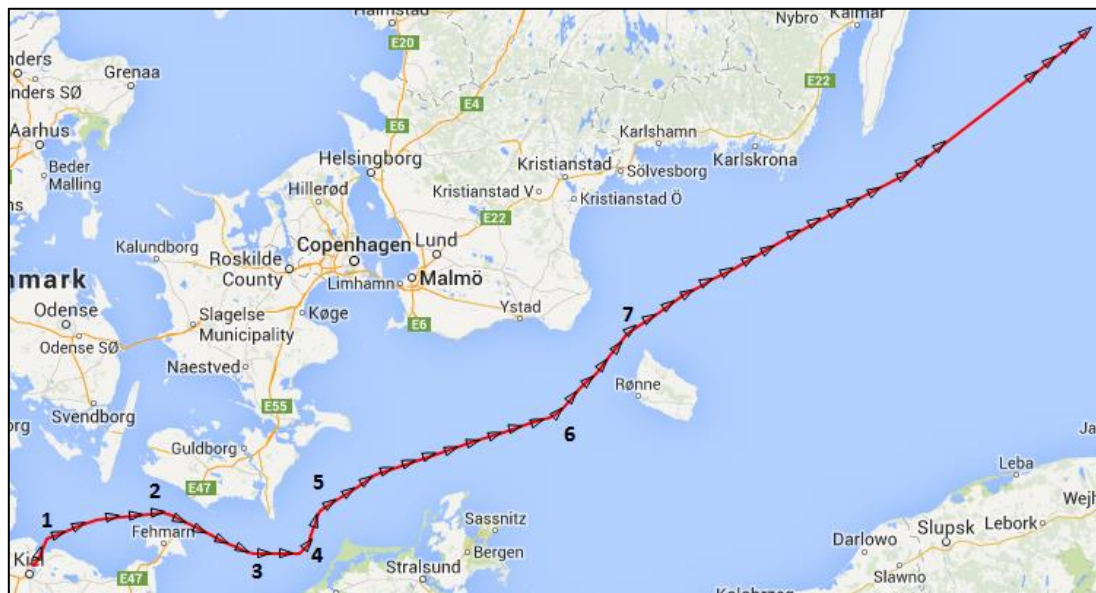 Halmstad
Nybro
Kalmar
nders
Grenaa
E20
nders SØ
E22
E4
Aarhus
E6
Karlshamn
Karlskrona
Beder
Malling
Helsingborg
Kristianstad
Sölvesborg
Hillerød
Kristianstad V
Kristianstad Ö
ns
E22
Kalundborg
Copenhagen
Lund
Roskilde
County
nmark
Limhamn
Malmö
Odense
Slagelse
Municipality
Køge
Ystad
E6
7
Odense SØ
Naestved
Rønne
Svendborg
E55
org
6
Ja
Guldborg
5
Leba
2
E47
Wejh
1
Sassnitz
Lebork
Fehmarn
Slupsk
Darlowo
4
Bergen
3
Kiel
E47
Stralsund
Slawno